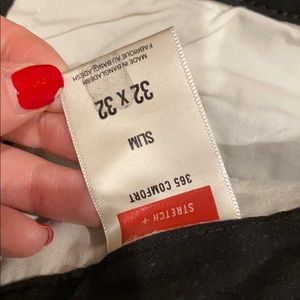 STRETCH +
365 COMFORT
SLIM
32 X 32
MADE IN BANGLADESH
FABRIQUE AU BANGLADESH